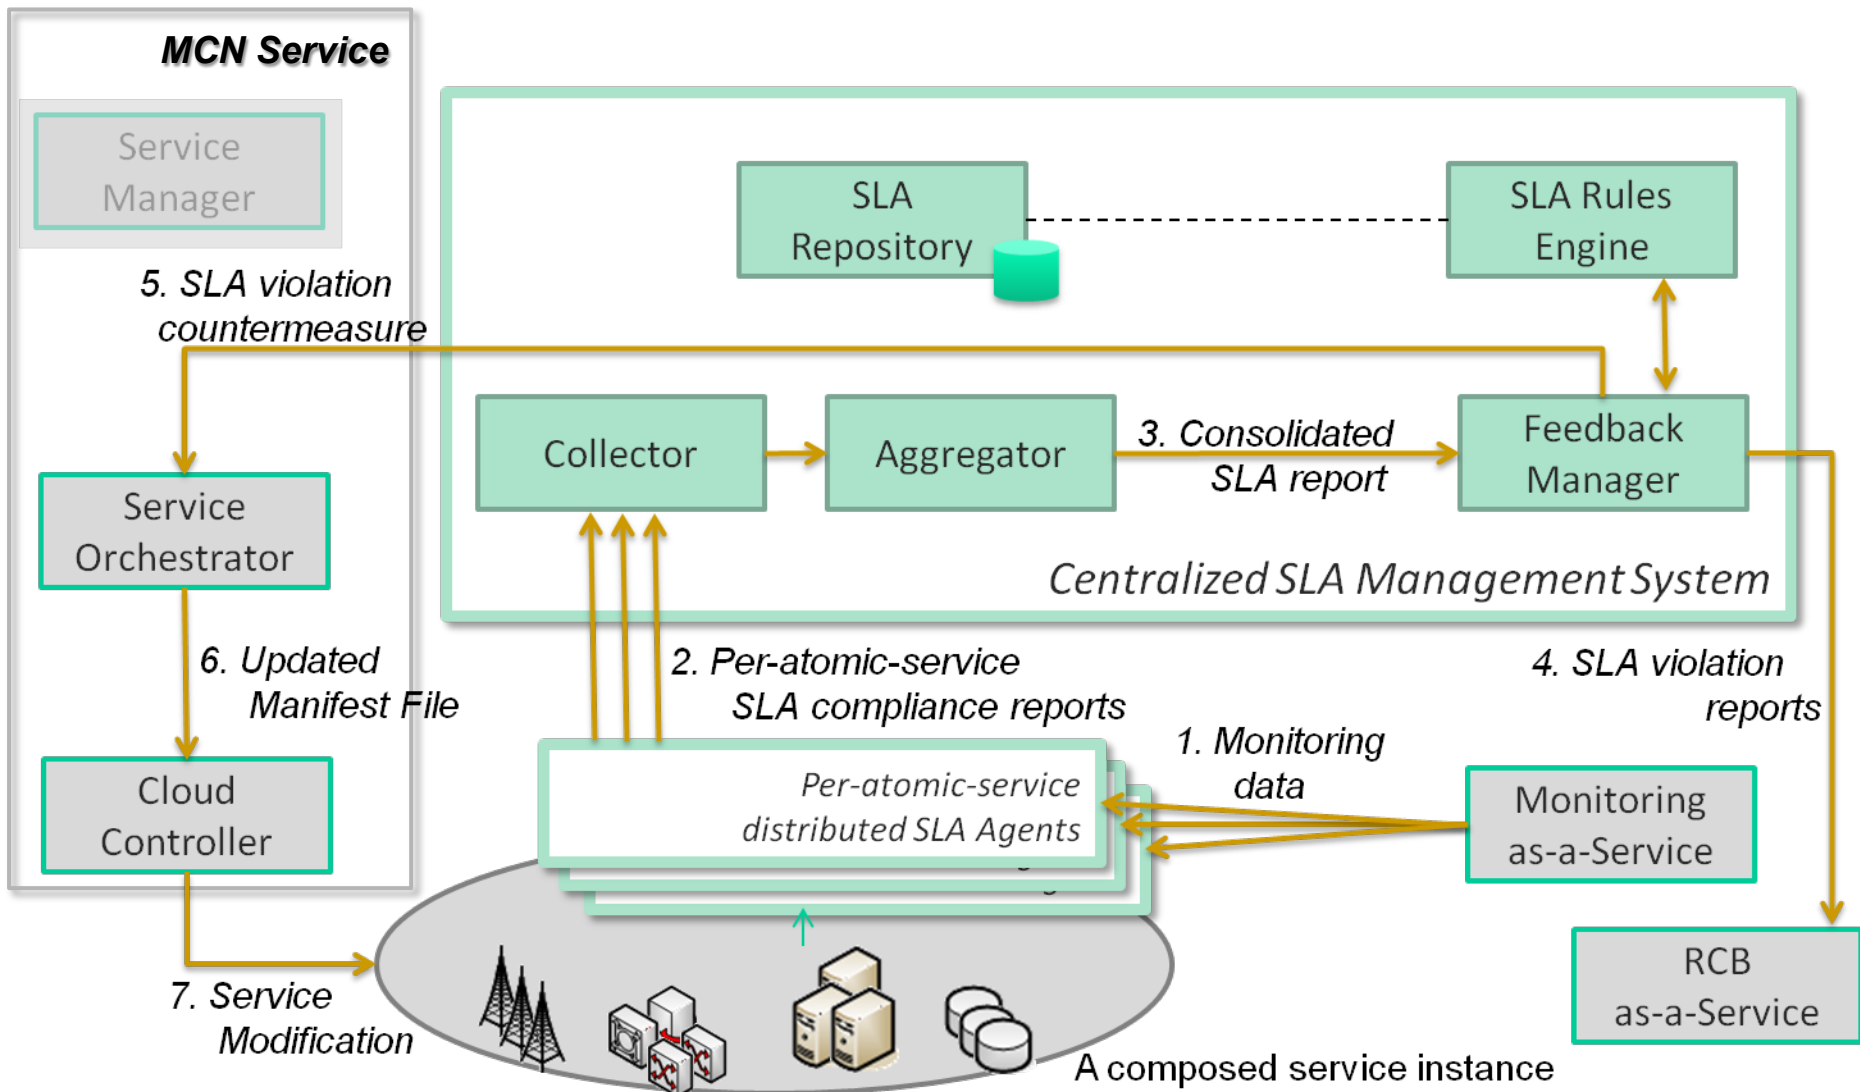 MCN Service
Service
Manager
SLA
Repository
SLA Rules
Engine
5. SLA violation
countermeasure
Collector
Aggregator
3. Consolidated
SLA report
Feedback
Manager
Service
Orchestrator
Centralized SLA Management System
6. Updated
Manifest File
2. Per-atomic-service
SLA compliance reports
4. SLA violation
reports
1. Monitoring
data
Per-atomic-service
distributed SLA Agents
Cloud
Controller
Monitoring
as-a-Service
RCB
as-a-Service
7. Service
Modification
A composed service instance